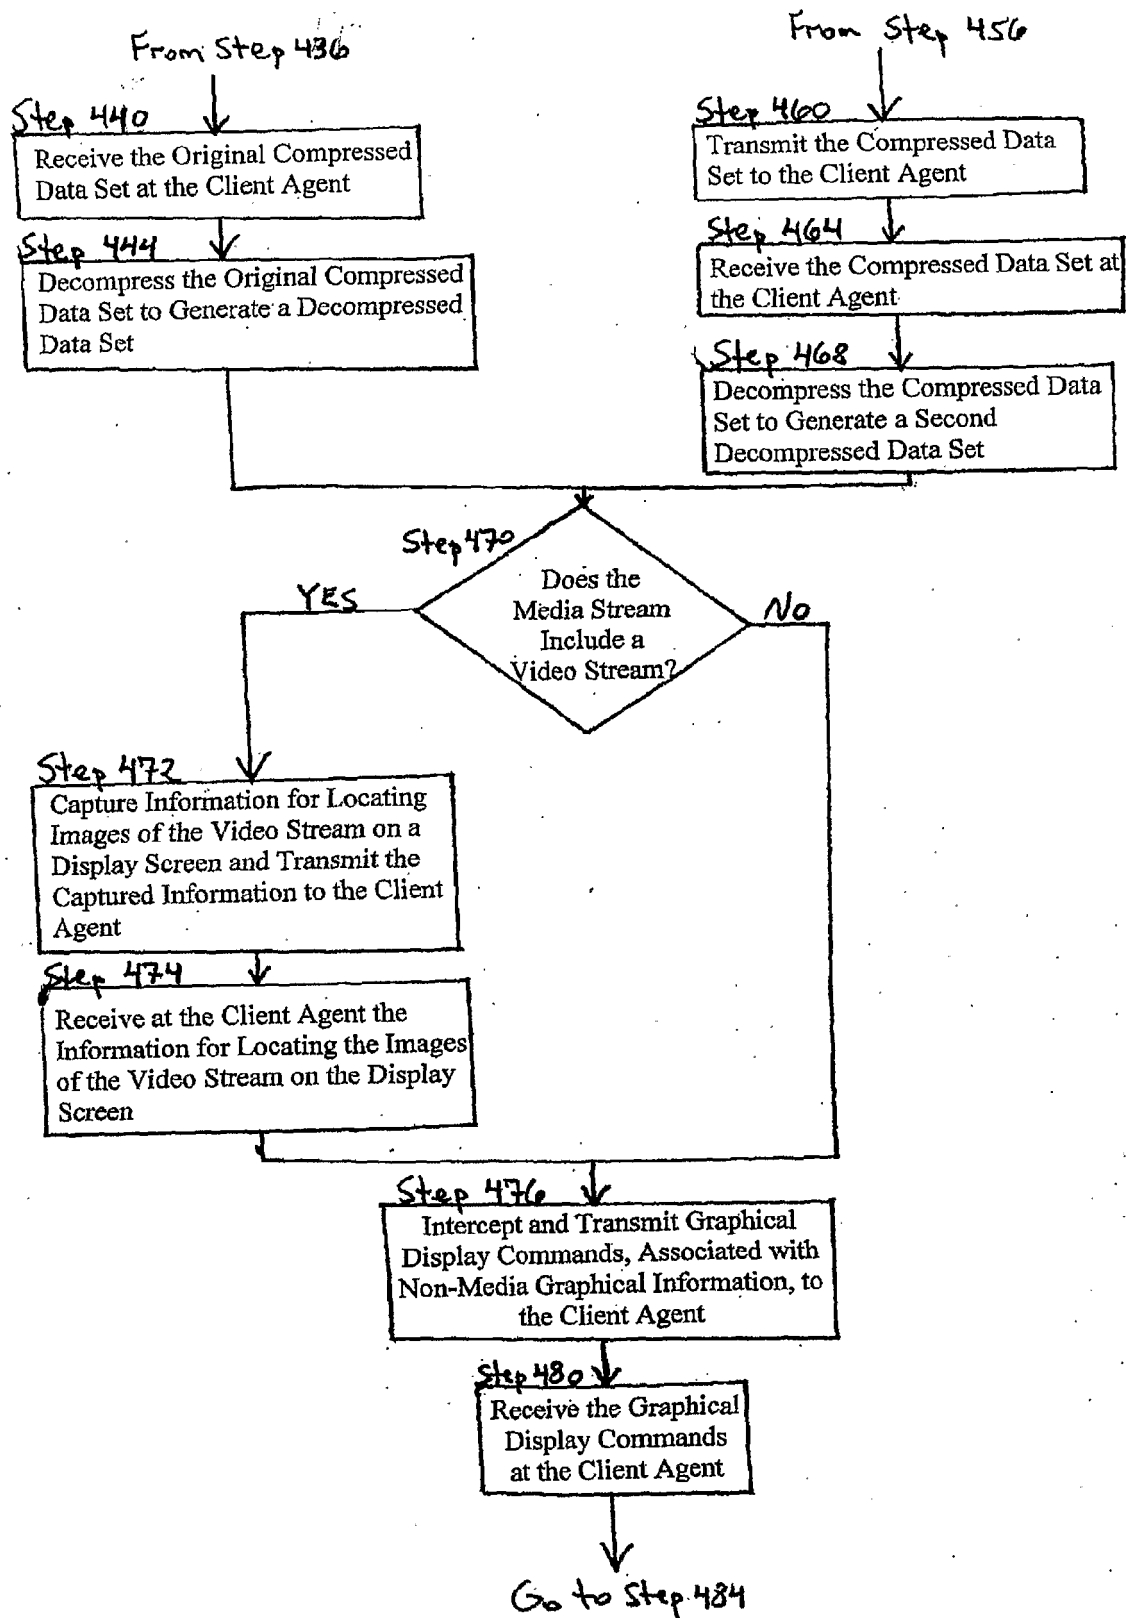 From Step 436
Step 440
Receive the Original Compressed
Data Set at the Client Agent
Step 444
Decompress the Original Compressed
Data Set to Generate a Decompressed
Data Set
From Step 456
Step 460
Transmit the Compressed Data
Set to the Client Agent
Step 464
Receive the Compressed Data Set at
the Client Agent
Step 468
Decompress the Compressed Data
Set to Generate a Second
Decompressed Data Set
Step 470
Does the
Media Stream
Include a
Video Stream?
YES
No
Step 472
Capture Information for Locating
Images of the Video Stream on a
Display Screen and Transmit the
Captured Information to the Client
Agent
Step 474
Receive at the Client Agent the
Information for Locating the Images
of the Video Stream on the Display
Screen
Step 476
Intercept and Transmit Graphical
Display Commands, Associated with
Non-Media Graphical Information, to
the Client Agent
Step 480
Receive the Graphical
Display Commands
at the Client Agent
Go to Step 484